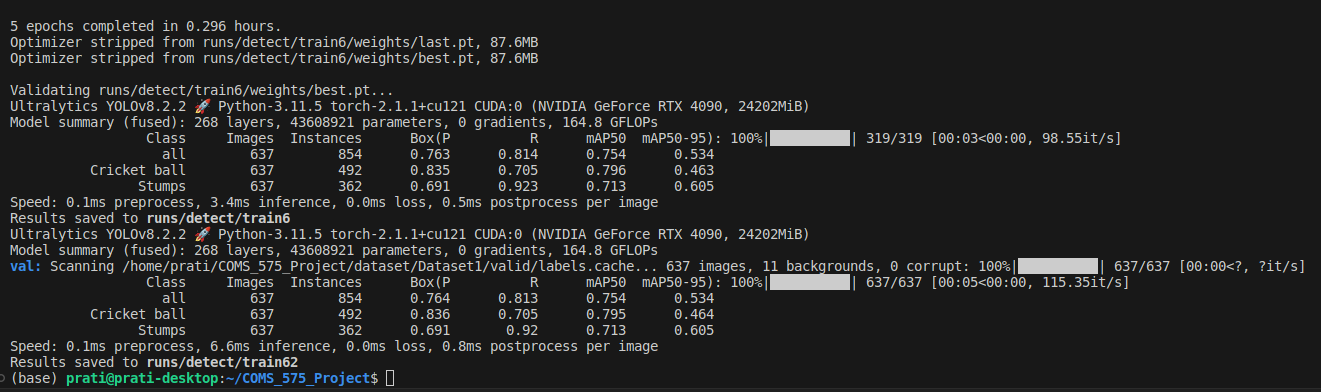 5 epochs completed in 0.296 hours.
Optimizer stripped from runs/detect/train6/weights/last.pt, 87.6MB
Optimizer stripped from runs/detect/train6/weights/best.pt, 87.6MB
Validating runs/detect/train6/weights/best.pt...
Ultralytics YOLOv8.2.2 🚀 Python-3.11.5 torch-2.1.1+cu121 CUDA:0 (NVIDIA GeForce RTX 4090, 24202MiB)
Model summary (fused): 268 layers, 43608921 parameters, 0 gradients, 164.8 GFLOPs
Class Images Instances Box(P R mAP50 mAP50-95): 100%|██████████| 319/319 [00:03<00:00, 98.55it/s]
all 637 854 0.763 0.814 0.754 0.534
Cricket ball 637 492 0.835 0.705 0.796 0.463
Stumps 637 362 0.691 0.923 0.713 0.605
Speed: 0.1ms preprocess, 3.4ms inference, 0.0ms loss, 0.5ms postprocess per image
Results saved to runs/detect/train6
Ultralytics YOLOv8.2.2 🚀 Python-3.11.5 torch-2.1.1+cu121 CUDA:0 (NVIDIA GeForce RTX 4090, 24202MiB)
Model summary (fused): 268 layers, 43608921 parameters, 0 gradients, 164.8 GFLOPs
val: Scanning /home/prati/COMS_575_Project/dataset/Dataset1/valid/labels.cache... 637 images, 11 backgrounds, 0 corrupt: 100%|██████████| 637/637 [00:00<?, ?it/s]
Class Images Instances Box(P R mAP50 mAP50-95): 100%|██████████| 637/637 [00:05<00:00, 115.35it/s]
all 637 854 0.764 0.813 0.754 0.534
Cricket ball 637 492 0.836 0.705 0.795 0.464
Stumps 637 362 0.691 0.92 0.713 0.605
Speed: 0.1ms preprocess, 6.6ms inference, 0.0ms loss, 0.8ms postprocess per image
Results saved to runs/detect/train62
(base) prati@prati-desktop:~/COMS_575_Project$